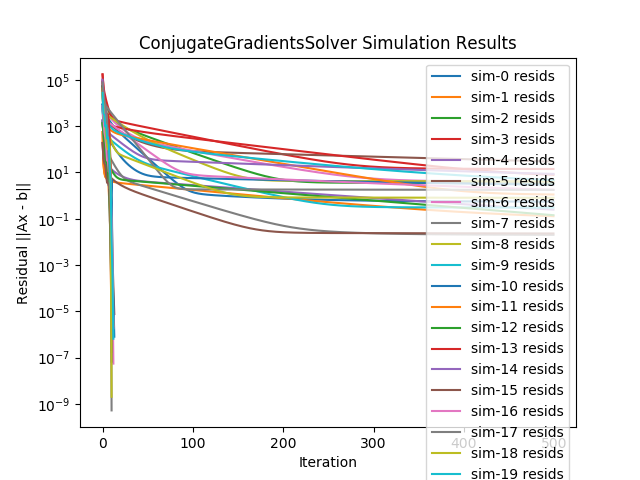 ConjugateGradientsSolver Simulation Results
Residual ||Ax - b||
10^5
10^3
10^1
10^-1
10^-3
10^-5
10^-7
10^-9
0 100 200 300 400 500
Iteration
sim-0 resids
sim-1 resids
sim-2 resids
sim-3 resids
sim-4 resids
sim-5 resids
sim-6 resids
sim-7 resids
sim-8 resids
sim-9 resids
sim-10 resids
sim-11 resids
sim-12 resids
sim-13 resids
sim-14 resids
sim-15 resids
sim-16 resids
sim-17 resids
sim-18 resids
sim-19 resids